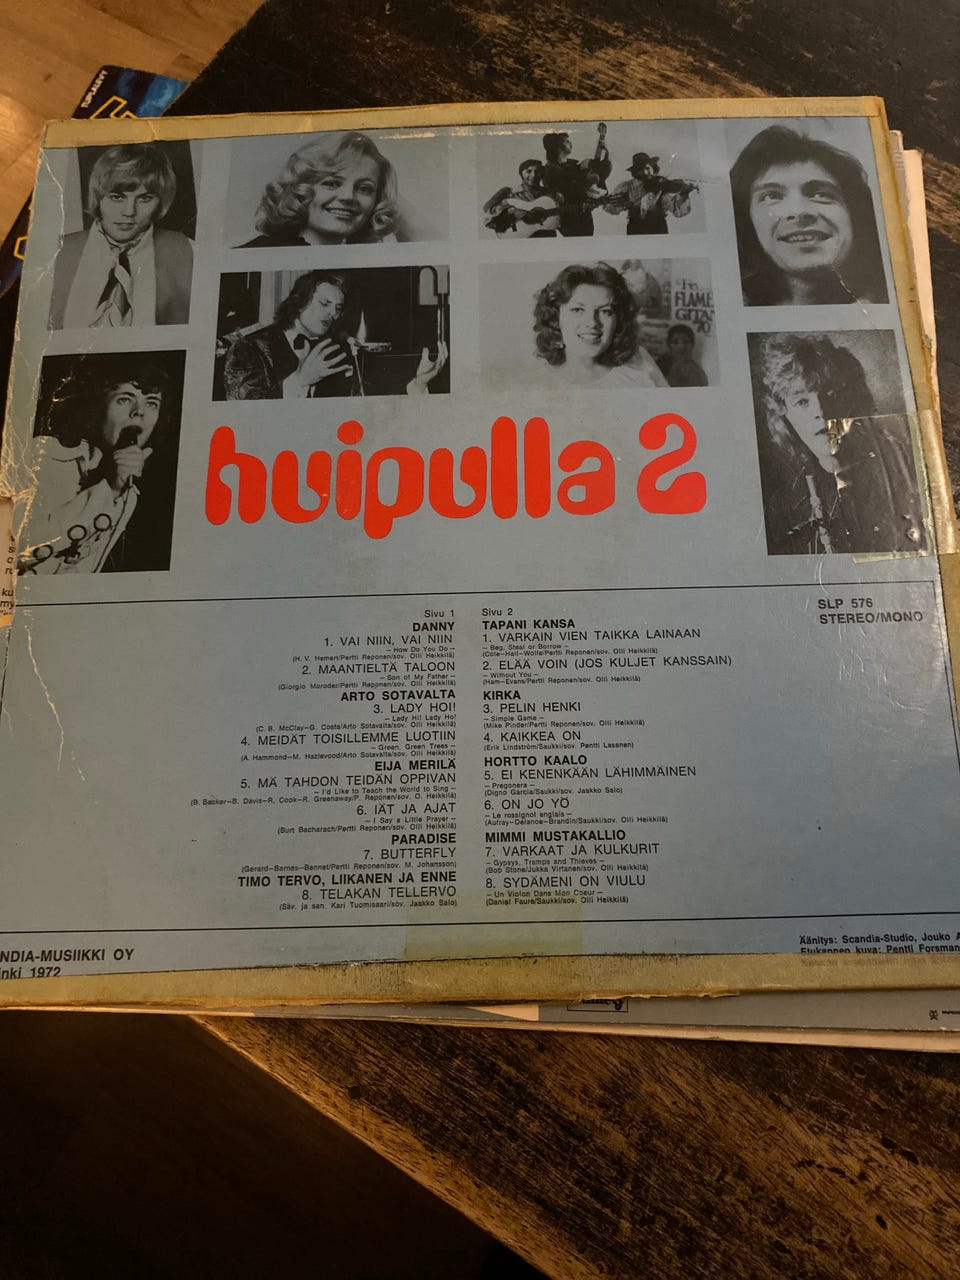 TUPLALEVY
FLAME
GITAN
70
huipulla 2
SLP 576
STEREO/MONO
Sivu 1
DANNY
1. VAI NIIN, VAI NIIN
— How Do You Do —
(H. V. Hemert/Pertti Reponen/sov. Olli Heikkilä)
2. MAANTIELTÄ TALOON
— Son of My Father —
(Giorgio Moroder/Pertti Reponen/sov. Olli Heikkilä)
ARTO SOTAVALTA
3. LADY HOI!
— Lady Hi! Lady Ho!
(C. B. McClay—G. Costa/Arto Sotavalta/sov. Olli Heikkilä)
4. MEIDÄT TOISILLEMME LUOTIIN
— Green, Green Trees —
(A. Hammond—M. Hazlewood/Arto Sotavalta/sov. Olli Heikkilä)
EIJA MERILÄ
5. MÄ TAHDON TEIDÄN OPPIVAN
— I'd Like to Teach the World to Sing —
(B. Backer—B. Davis—R. Cook—R. Greenaway/P. Reponen/sov. O. Heikkilä)
6. IÄT JA AJAT
— I Say a Little Prayer —
(Burt Bacharach/Pertti Reponen/sov. Olli Heikkilä)
PARADISE
7. BUTTERFLY
(Gerard—Barnes—Bannet/Pertti Reponen/sov. M. Johansson)
TIMO TERVO, LIIKANEN JA ENNE
8. TELAKAN TELLERVO
(Säv. ja san. Kari Tuomisaari/sov. Jaakko Salo)
Sivu 2
TAPANI KANSA
1. VARKAIN VIEN TAIKKA LAINAAN
— Beg, Steal or Borrow —
(Cole—Hall—Wolfe/Pertti Reponen/sov. Olli Heikkilä)
2. ELÄÄ VOIN (JOS KULJET KANSSAIN)
— Without You —
(Ham—Evans/Pertti Reponen/sov. Olli Heikkilä)
KIRKA
3. PELIN HENKI
— Simple Game —
(Mike Pinder/Pertti Reponen/sov. Olli Heikkilä)
4. KAIKKEA ON
(Erik Lindström/Saukki/sov. Pentti Lasanen)
HORTTO KAALO
5. EI KENENKÄÄN LÄHIMMÄINEN
— Pregonera —
(Digno Garcia/Saukki/sov. Jaakko Salo)
6. ON JO YÖ
— Le rossignol anglais —
(Aufray—Delance—Brandin/Saukki/sov. Olli Heikkilä)
MIMMI MUSTAKALLIO
7. VARKAAT JA KULKURIT
— Gypsys, Tramps and Thieves —
(Bob Stone/Jukka Virtanen/sov. Olli Heikkilä)
8. SYDÄMENI ON VIULU
— Un Violon Dans Mon Coeur —
(Daniel Faure/Saukki/sov. Olli Heikkilä)
NDIA-MUSIIKKI OY
inki 1972
Äänitys: Scandia-Studio, Jouko A
Etukannen kuva: Pentti Forsman